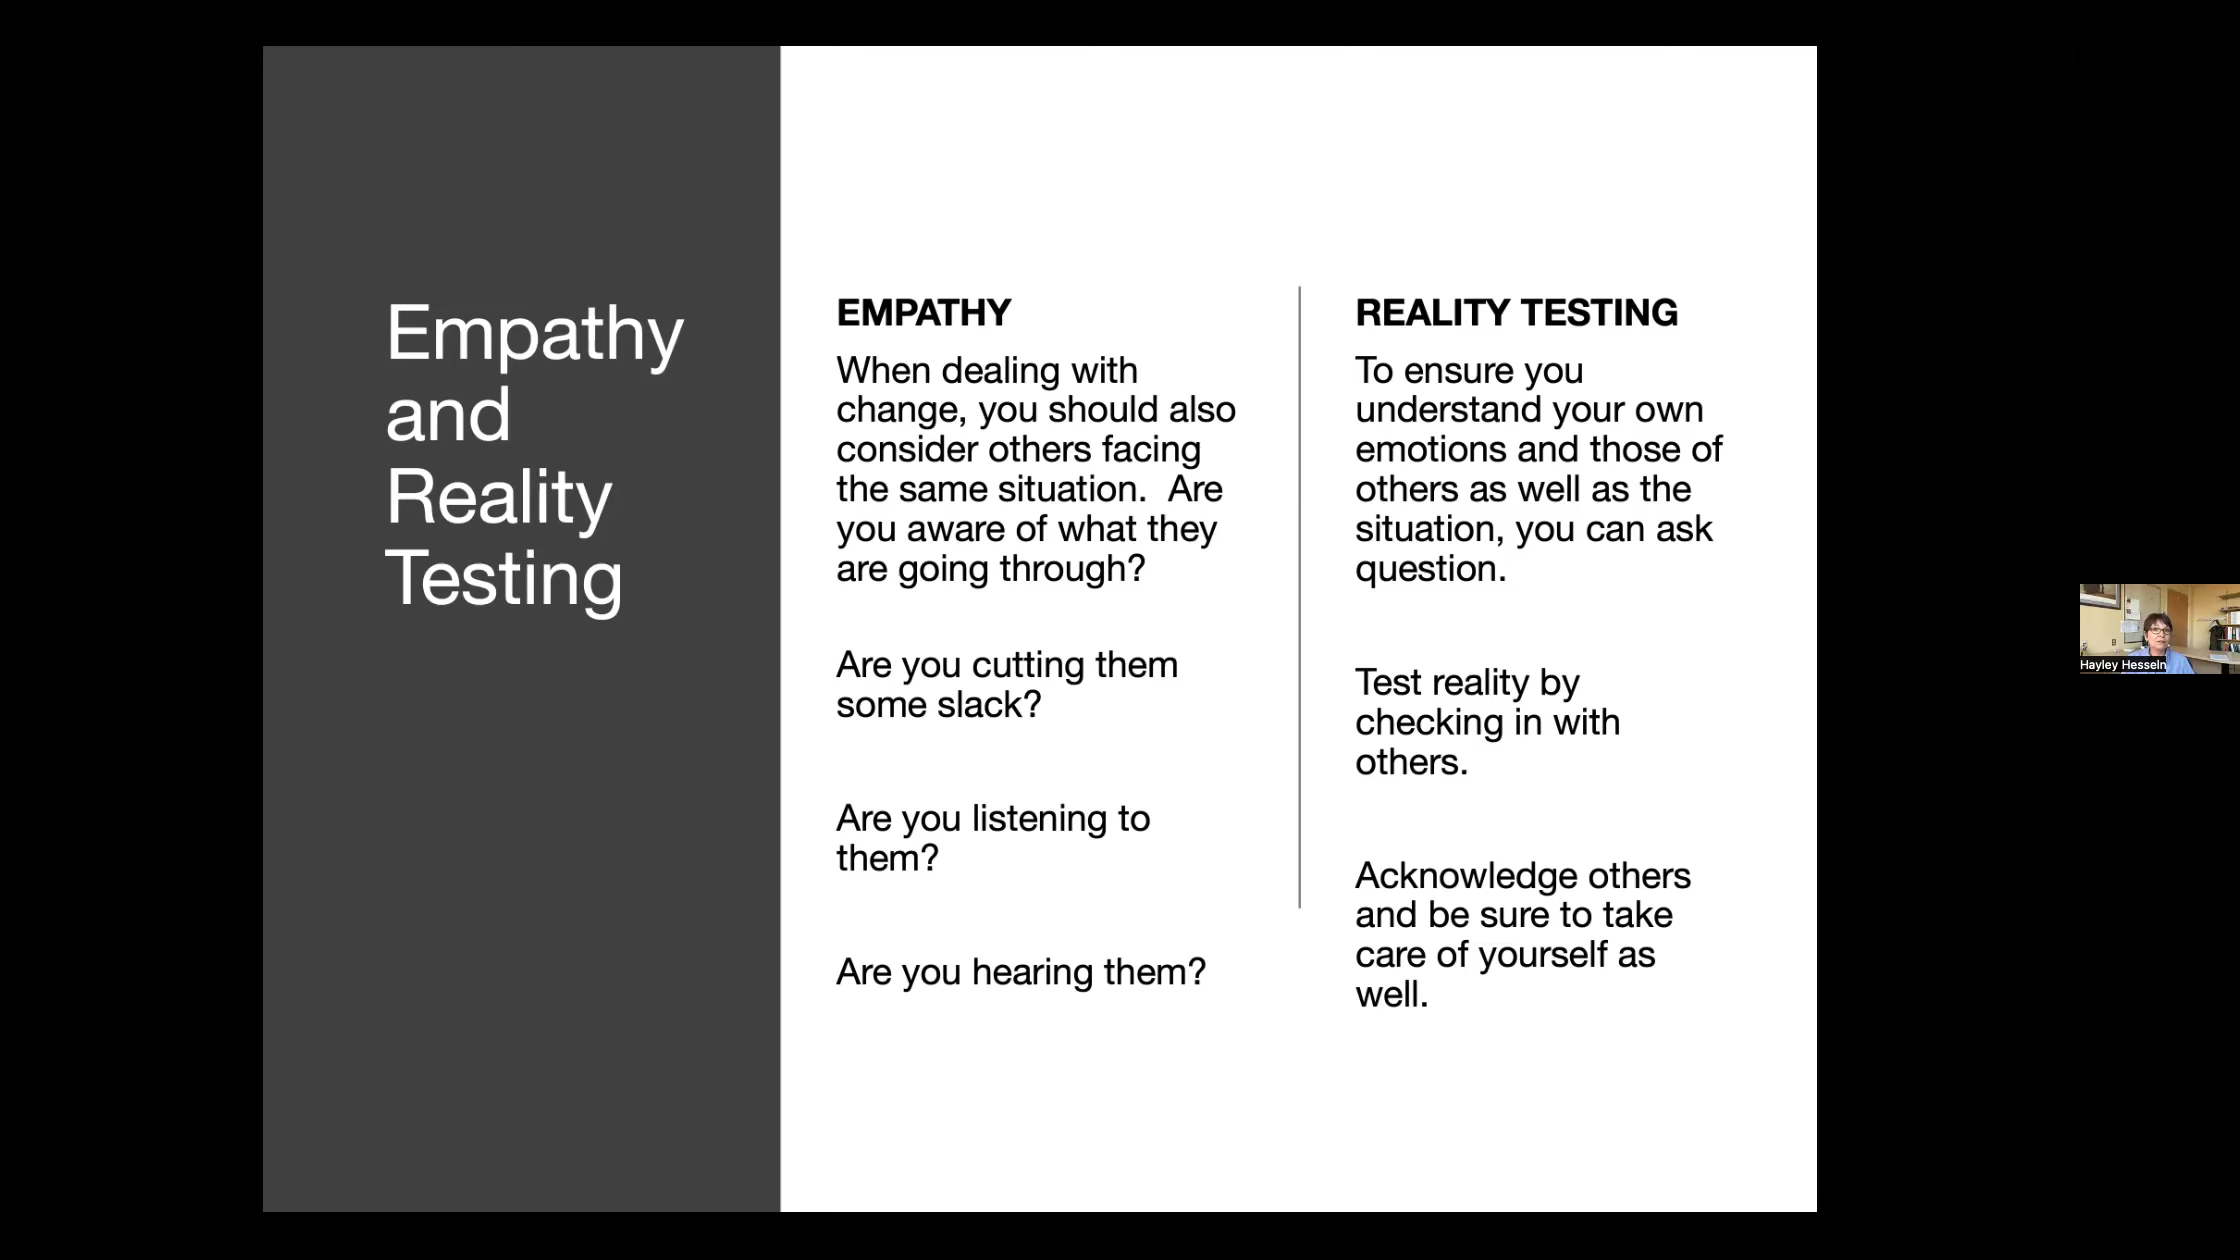 Empathy
and
Reality
Testing
EMPATHY
When dealing with
change, you should also
consider others facing
the same situation.  Are
you aware of what they
are going through?
Are you cutting them
some slack?
Are you listening to
them?
Are you hearing them?
REALITY TESTING
To ensure you
understand your own
emotions and those of
others as well as the
situation, you can ask
question.
Test reality by
checking in with
others.
Acknowledge others
and be sure to take
care of yourself as
well.
Hayley Hesseln